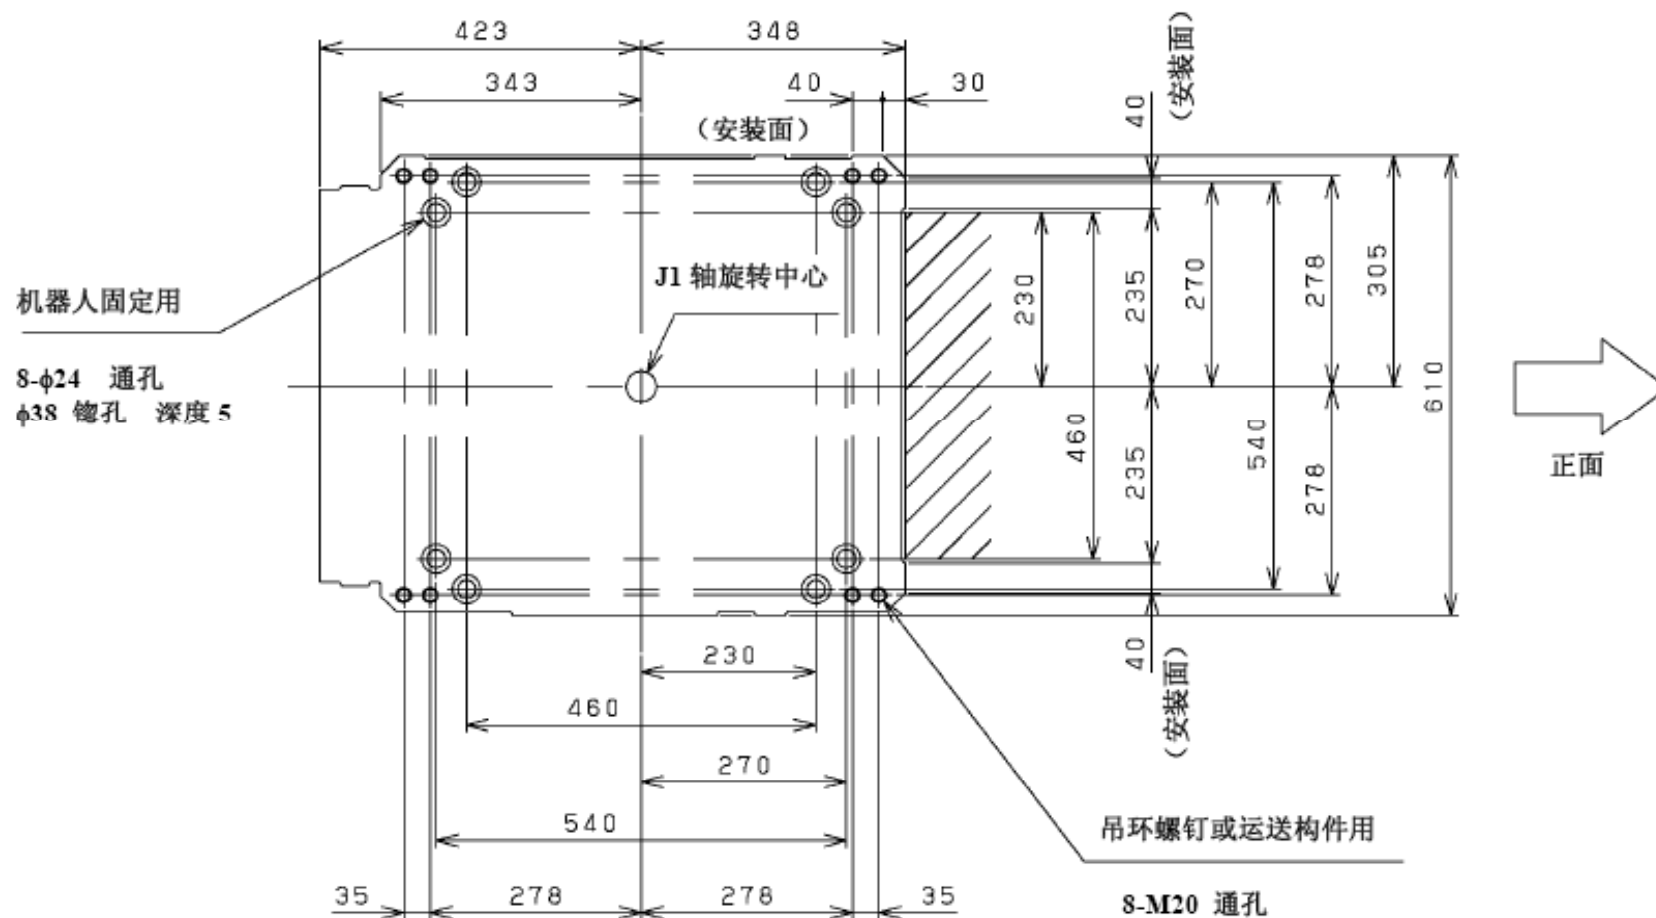 423
348
343
40
30
(安装面)
40
(安装面)
机器人固定用
8-ϕ24 通孔
ϕ38 锪孔 深度 5
J1 轴旋转中心
230
235
270
278
305
460
235
540
278
610
正面
40
(安装面)
230
460
270
540
35
278
278
35
吊环螺钉或运送构件用
8-M20 通孔